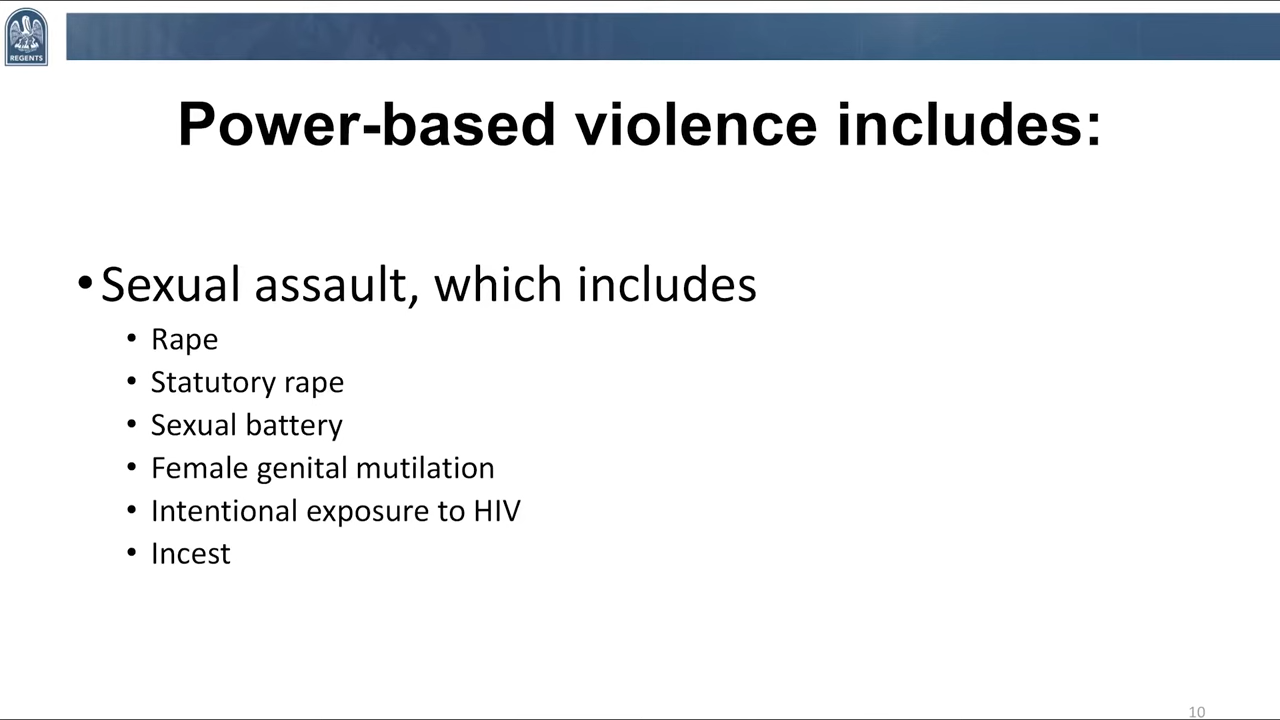 REGENTS
Power-based violence includes:
• Sexual assault, which includes
• Rape
• Statutory rape
• Sexual battery
• Female genital mutilation
• Intentional exposure to HIV
• Incest
10